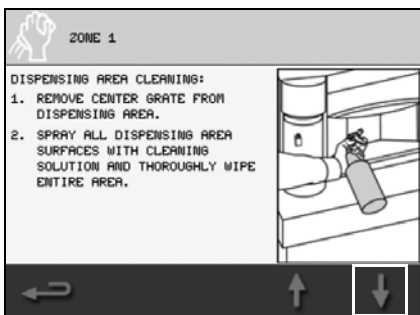 ZONE 1
DISPENSING AREA CLEANING:
1. REMOVE CENTER GRATE FROM
DISPENSING AREA.
2. SPRAY ALL DISPENSING AREA
SURFACES WITH CLEANING
SOLUTION AND THOROUGHLY WIPE
ENTIRE AREA.